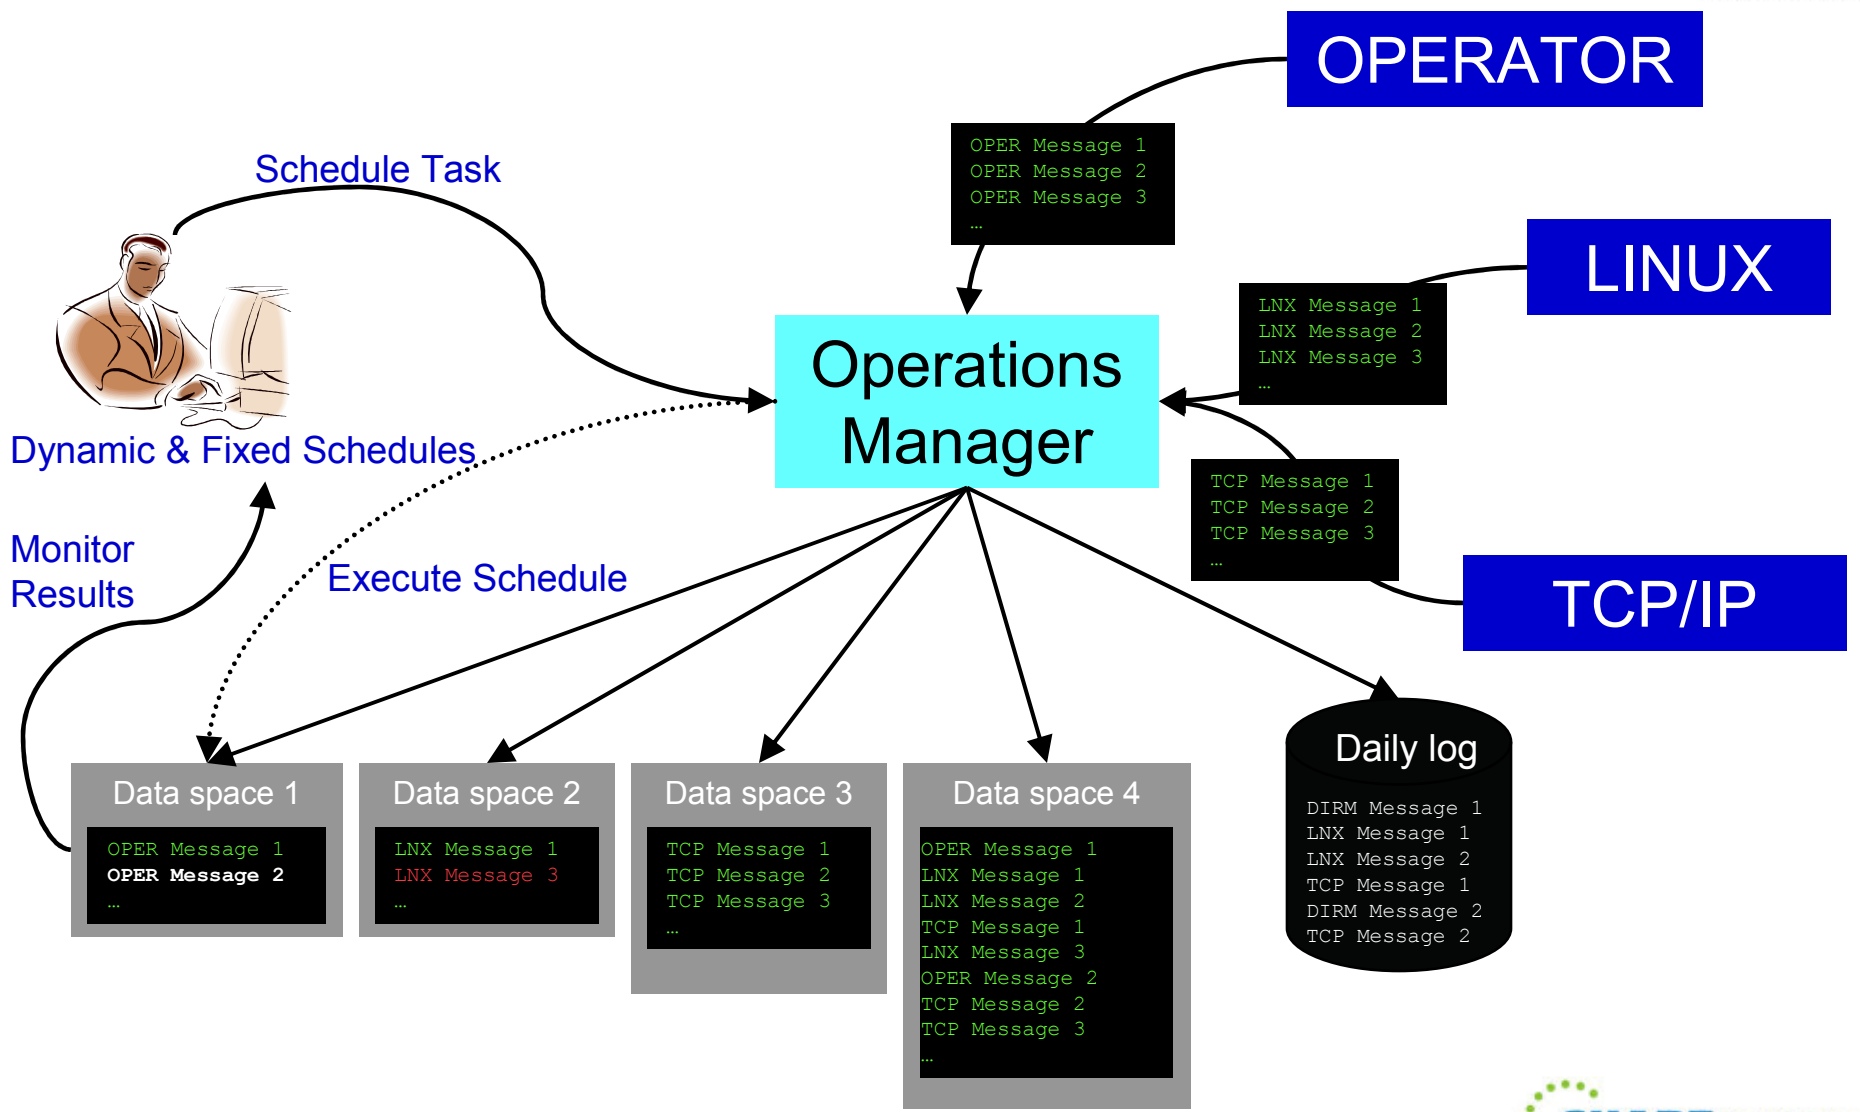 OPERATOR
OPER Message 1
OPER Message 2
OPER Message 3
…
Schedule Task
LINUX
LNX Message 1
LNX Message 2
LNX Message 3
…
Operations
Manager
Dynamic & Fixed Schedules
TCP Message 1
TCP Message 2
TCP Message 3
…
Monitor
Results
Execute Schedule
TCP/IP
Data space 1
OPER Message 1
OPER Message 2
…
Data space 2
LNX Message 1
LNX Message 3
…
Data space 3
TCP Message 1
TCP Message 2
TCP Message 3
…
Data space 4
OPER Message 1
LNX Message 1
LNX Message 2
TCP Message 1
LNX Message 3
OPER Message 2
TCP Message 2
TCP Message 3
…
Daily log
DIRM Message 1
LNX Message 1
LNX Message 2
TCP Message 1
DIRM Message 2
TCP Message 2